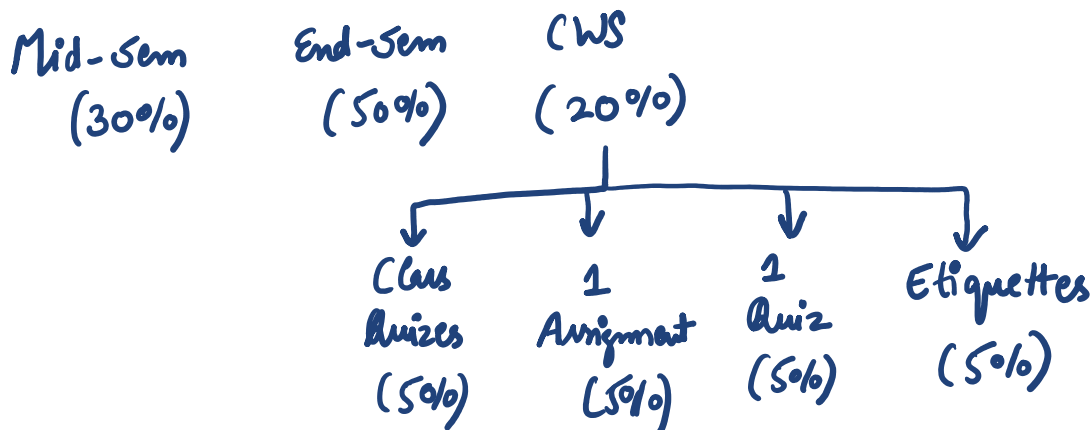 Mid-Sem
(30%)
End-Sem
(50%)
CWS
(20%)
Class
Quizes
(5%)
1
Assignment
(5%)
1
Quiz
(5%)
Etiquettes
(5%)